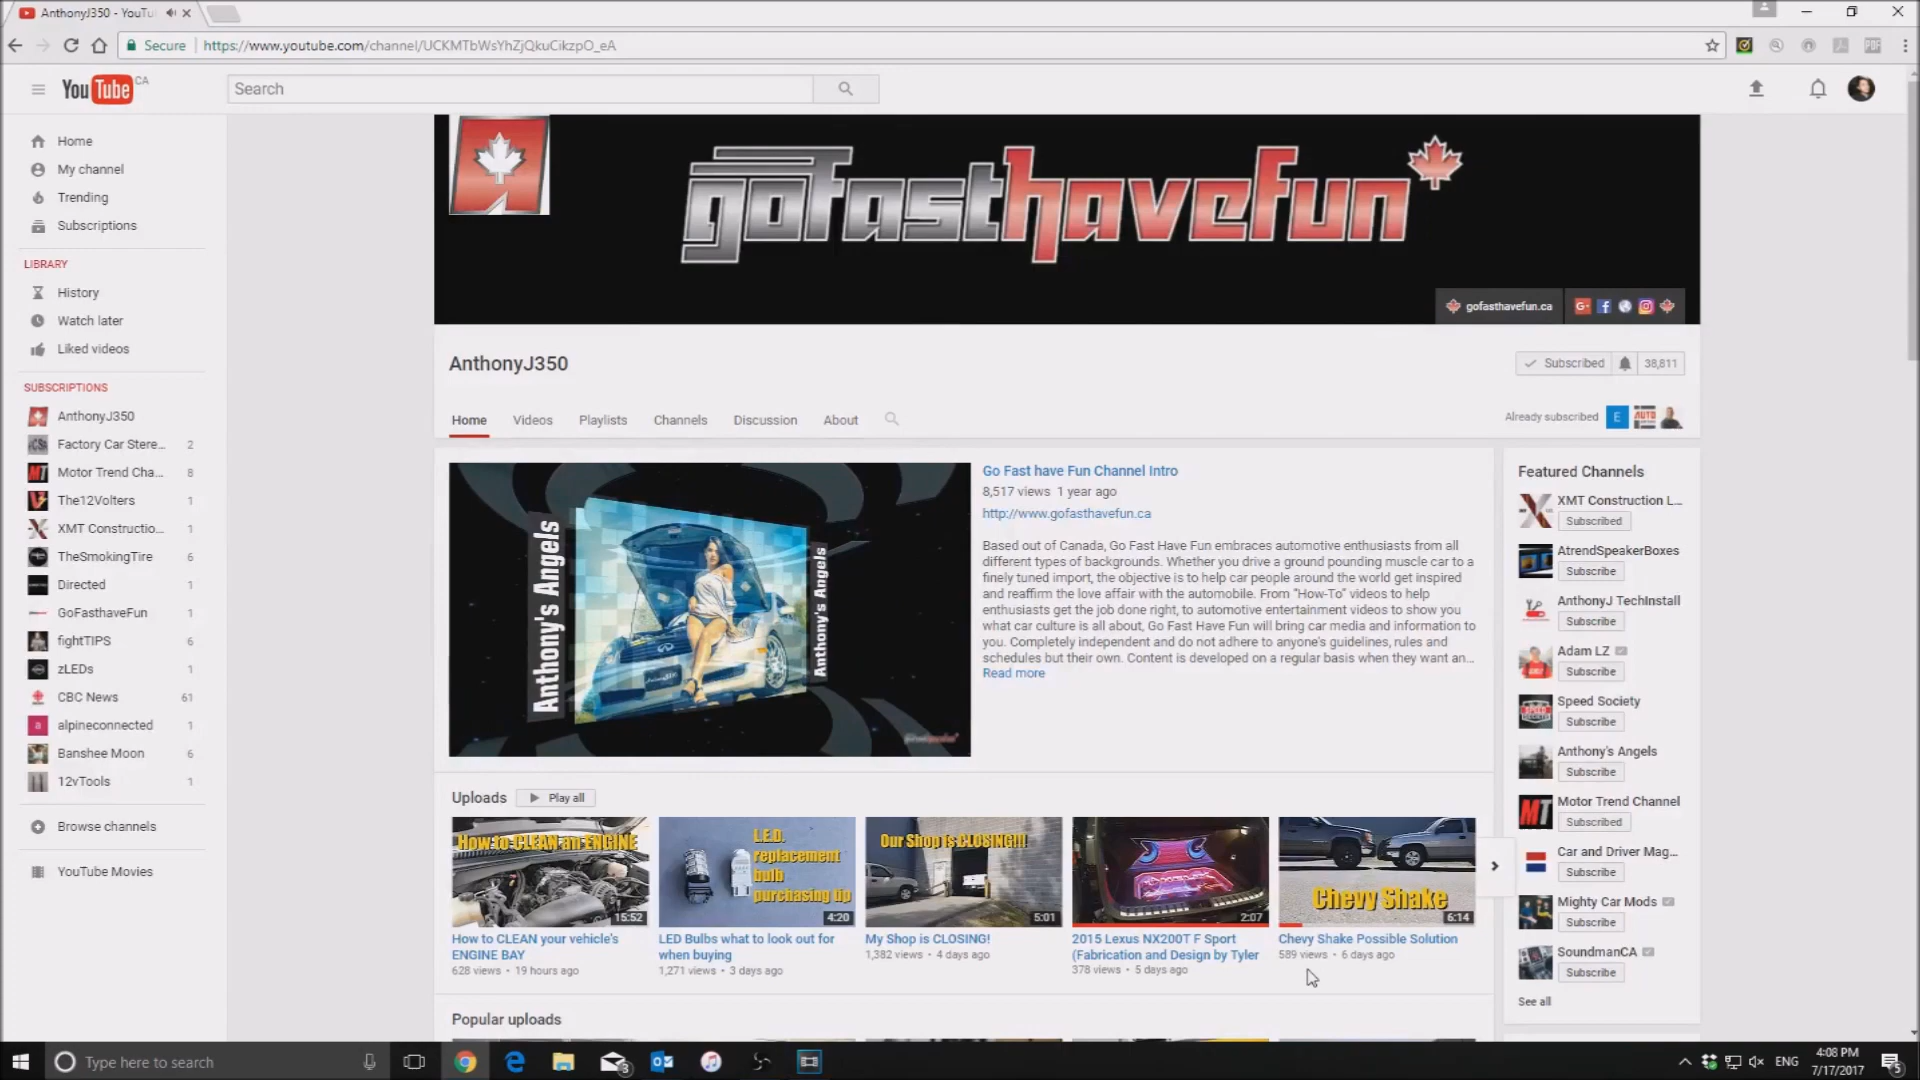 AnthonyJ350 - YouTu
Secure
https://www.youtube.com/channel/UCKMTbWsYhZjQkuCikzpO_eA
YouTube CA
Search
Home
My channel
Trending
Subscriptions
LIBRARY
History
Watch later
Liked videos
SUBSCRIPTIONS
AnthonyJ350
Factory Car Stere... 2
Motor Trend Cha... 8
The12Volters 1
XMT Constructio... 1
TheSmokingTire 6
Directed 1
GoFasthaveFun 1
fightTIPS 6
zLEDs 1
CBC News 61
alpineconnected 1
Banshee Moon 6
12vTools 1
Browse channels
YouTube Movies
gofasthavefun
gofasthavefun.ca
AnthonyJ350
Subscribed 38,811
Home Videos Playlists Channels Discussion About
Already subscribed
Anthony's Angels
Anthony's Angels
Go Fast have Fun Channel Intro
8,517 views 1 year ago
http://www.gofasthavefun.ca
Based out of Canada, Go Fast Have Fun embraces automotive enthusiasts from all
different types of backgrounds. Whether you drive a ground pounding muscle car to a
finely tuned import, the objective is to help car people around the world get inspired
and reaffirm the love affair with the automobile. From "How-To" videos to help
enthusiasts get the job done right, to automotive entertainment videos to show you
what car culture is all about, Go Fast Have Fun will bring car media and information to
you. Completely independent and do not adhere to anyone's guidelines, rules and
schedules but their own. Content is developed on a regular basis when they want an...
Read more
Uploads Play all
How to CLEAN an ENGINE
15:52
How to CLEAN your vehicle's
ENGINE BAY
628 views • 19 hours ago
L.E.D.
replacement
bulb
purchasing tip
4:20
LED Bulbs what to look out for
when buying
1,271 views • 3 days ago
Our Shop is CLOSING!!!
5:01
My Shop is CLOSING!
1,382 views • 4 days ago
2:07
2015 Lexus NX200T F Sport
(Fabrication and Design by Tyler
378 views • 5 days ago
Chevy Shake
6:14
Chevy Shake Possible Solution
589 views • 6 days ago
Popular uploads
Featured Channels
XMT Construction L...
Subscribed
AtrendSpeakerBoxes
Subscribe
AnthonyJ TechInstall
Subscribe
Adam LZ
Subscribe
Speed Society
Subscribe
Anthony's Angels
Subscribe
Motor Trend Channel
Subscribed
Car and Driver Mag...
Subscribe
Mighty Car Mods
Subscribe
SoundmanCA
Subscribe
See all
Type here to search
ENG
4:08 PM
7/17/2017